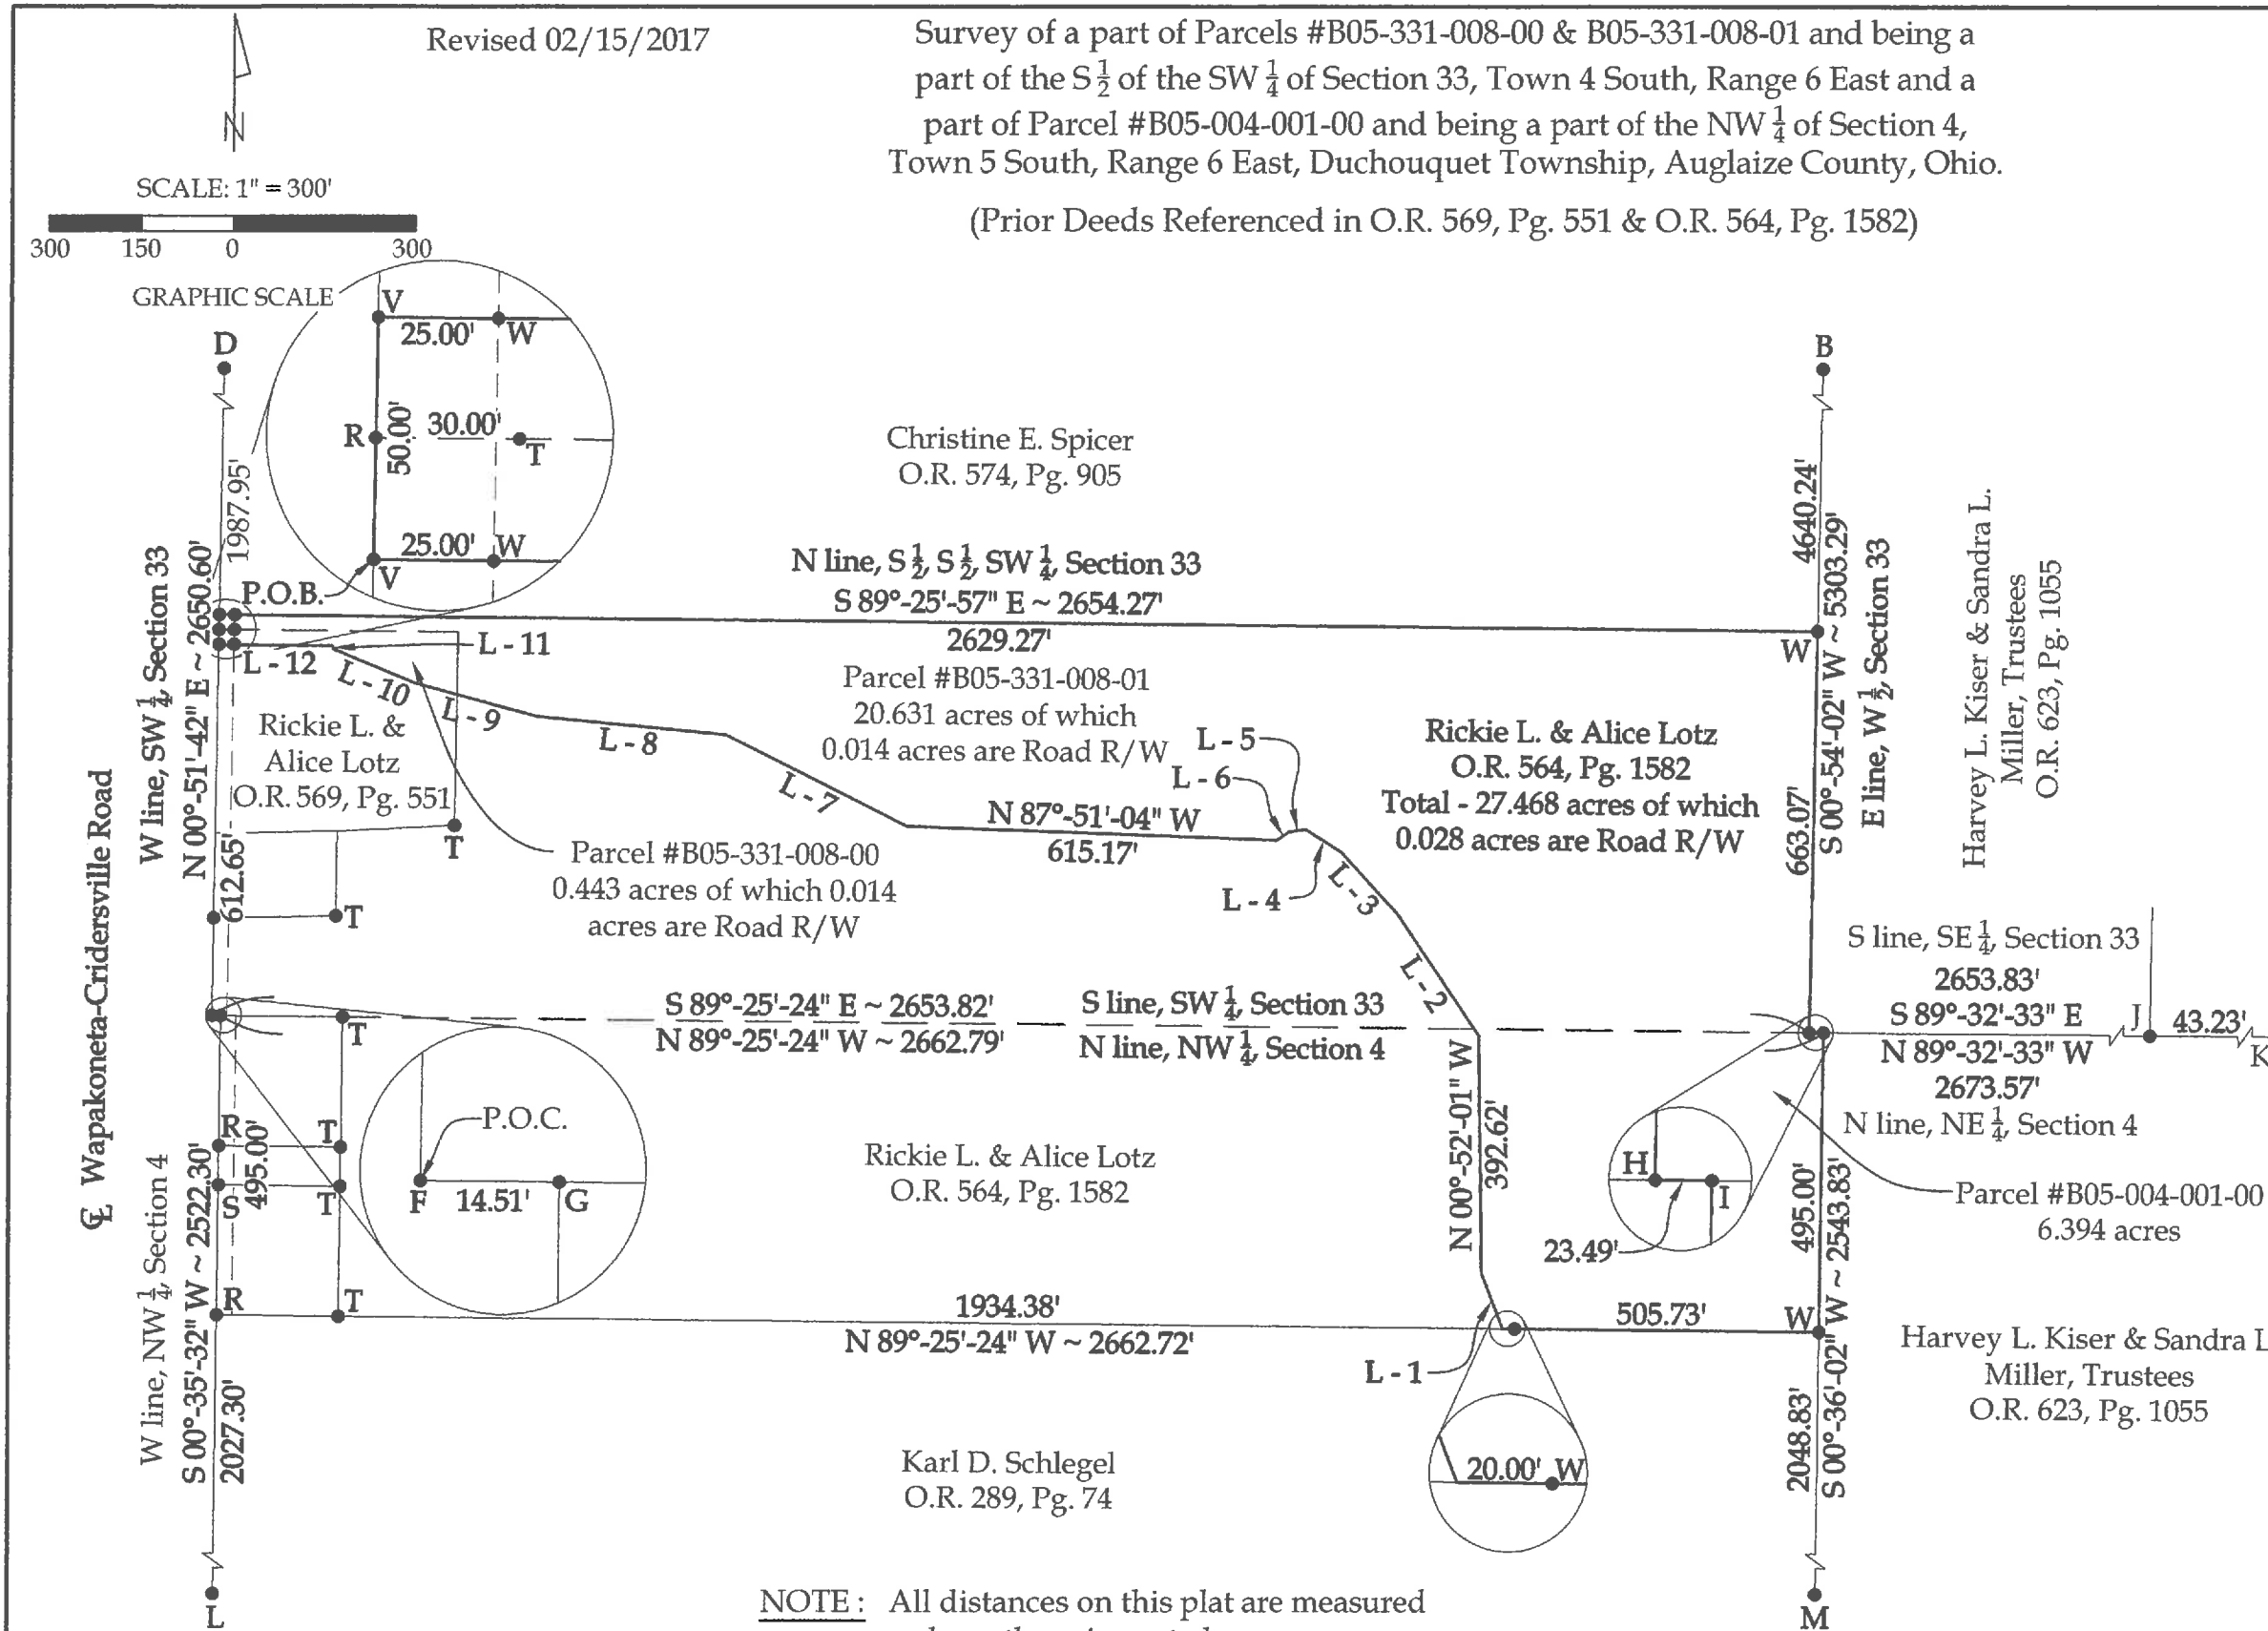 Revised 02/15/2017
Survey of a part of Parcels #B05-331-008-00 & B05-331-008-01 and being a
part of the S 1/2 of the SW 1/4 of Section 33, Town 4 South, Range 6 East and a
part of Parcel #B05-004-001-00 and being a part of the NW 1/4 of Section 4,
Town 5 South, Range 6 East, Duchouquet Township, Auglaize County, Ohio.
(Prior Deeds Referenced in O.R. 569, Pg. 551 & O.R. 564, Pg. 1582)
N
SCALE: 1" = 300'
300 150 0 300
GRAPHIC SCALE
V
25.00'
W
R
50.00'
30.00'
T
25.00'
W
V
P.O.B.
D
1987.95'
W line, SW 1/4, Section 33
N 00°-51'-42" E ~ 2650.60'
612.65'
Christine E. Spicer
O.R. 574, Pg. 905
N line, S 1/2, S 1/2, SW 1/4, Section 33
S 89°-25'-57" E ~ 2654.27'
2629.27'
B
4640.24'
S 00°-54'-02" W ~ 5303.29'
E line, W 1/2, Section 33
663.07'
W
Harvey L. Kiser & Sandra L.
Miller, Trustees
O.R. 623, Pg. 1055
L - 11
L - 12
L - 10
L - 9
L - 8
L - 7
Parcel #B05-331-008-01
20.631 acres of which
0.014 acres are Road R/W
L - 5
L - 6
Rickie L. & Alice Lotz
O.R. 564, Pg. 1582
Total - 27.468 acres of which
0.028 acres are Road R/W
Rickie L. &
Alice Lotz
O.R. 569, Pg. 551
T
T
Parcel #B05-331-008-00
0.443 acres of which 0.014
acres are Road R/W
N 87°-51'-04" W
615.17'
L - 4
L - 3
L - 2
℄ Wapakoneta-Cridersville Road
S 89°-25'-24" E ~ 2653.82'
N 89°-25'-24" W ~ 2662.79'
S line, SW 1/4, Section 33
N line, NW 1/4, Section 4
S line, SE 1/4, Section 33
2653.83'
S 89°-32'-33" E
N 89°-32'-33" W
2673.57'
N line, NE 1/4, Section 4
J
43.23'
K
T
R
T
S
T
R
T
495.00'
P.O.C.
F
14.51'
G
Rickie L. & Alice Lotz
O.R. 564, Pg. 1582
N 00°-52'-01" W
392.62'
H
I
23.49'
Parcel #B05-004-001-00
6.394 acres
W line, NW 1/4, Section 4
S 00°-35'-32" W ~ 2522.30'
2027.30'
1934.38'
N 89°-25'-24" W ~ 2662.72'
505.73'
W
L - 1
20.00' W
495.00'
S 00°-36'-02" W ~ 2543.83'
2048.83'
Harvey L. Kiser & Sandra L
Miller, Trustees
O.R. 623, Pg. 1055
Karl D. Schlegel
O.R. 289, Pg. 74
L
M
NOTE : All distances on this plat are measured